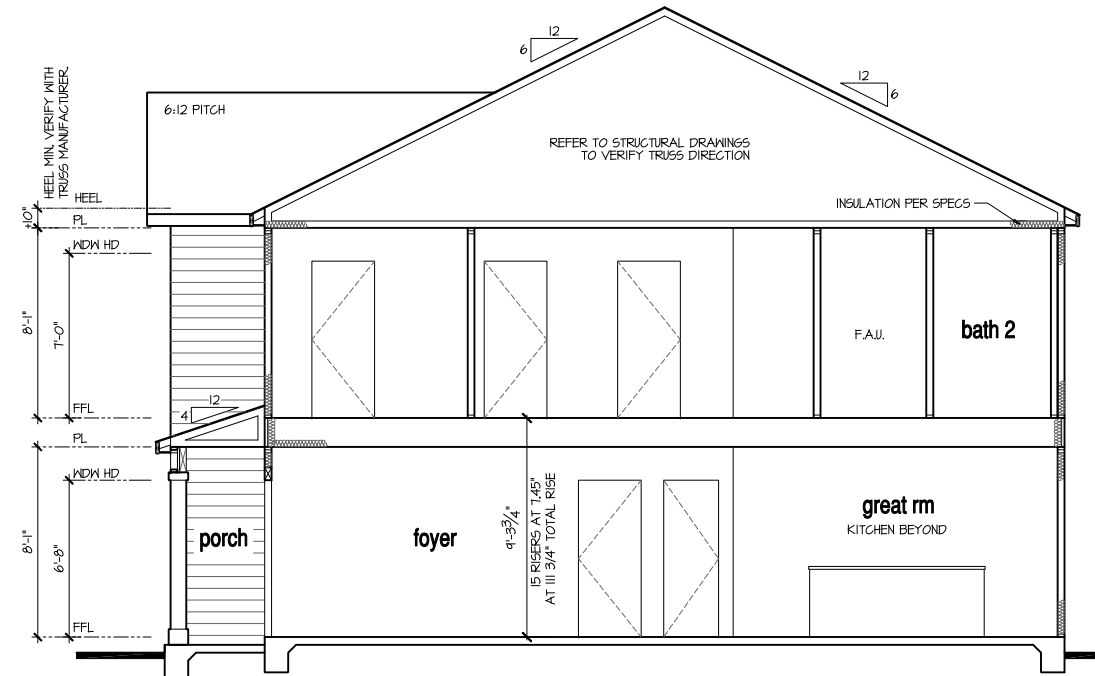 12
6
12
6
HEEL MIN. VERIFY WITH
TRUSS MANUFACTURER.
6:12 PITCH
REFER TO STRUCTURAL DRAWINGS
TO VERIFY TRUSS DIRECTION
HEEL
INSULATION PER SPECS
±10"
PL
WDW HD
8'-1"
7'-0"
F.A.U.
bath 2
12
4
FFL
PL
WDW HD
8'-1"
6'-8"
porch
foyer
9'-3 3/4"
15 RISERS AT 7.45"
AT 111 3/4" TOTAL RISE
great rm
KITCHEN BEYOND
FFL